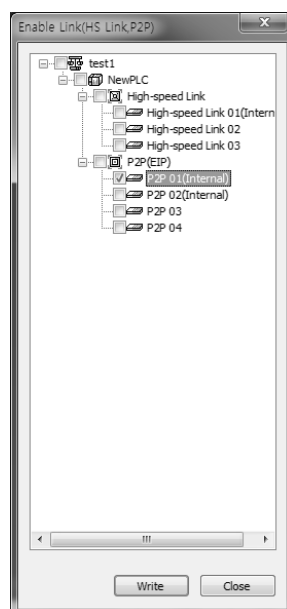 Enable Link(HS Link,P2P)
test1
NewPLC
High-speed Link
High-speed Link 01(Intern
High-speed Link 02
High-speed Link 03
P2P(EIP)
P2P 01(Internal)
P2P 02(Internal)
P2P 03
P2P 04
Write Close